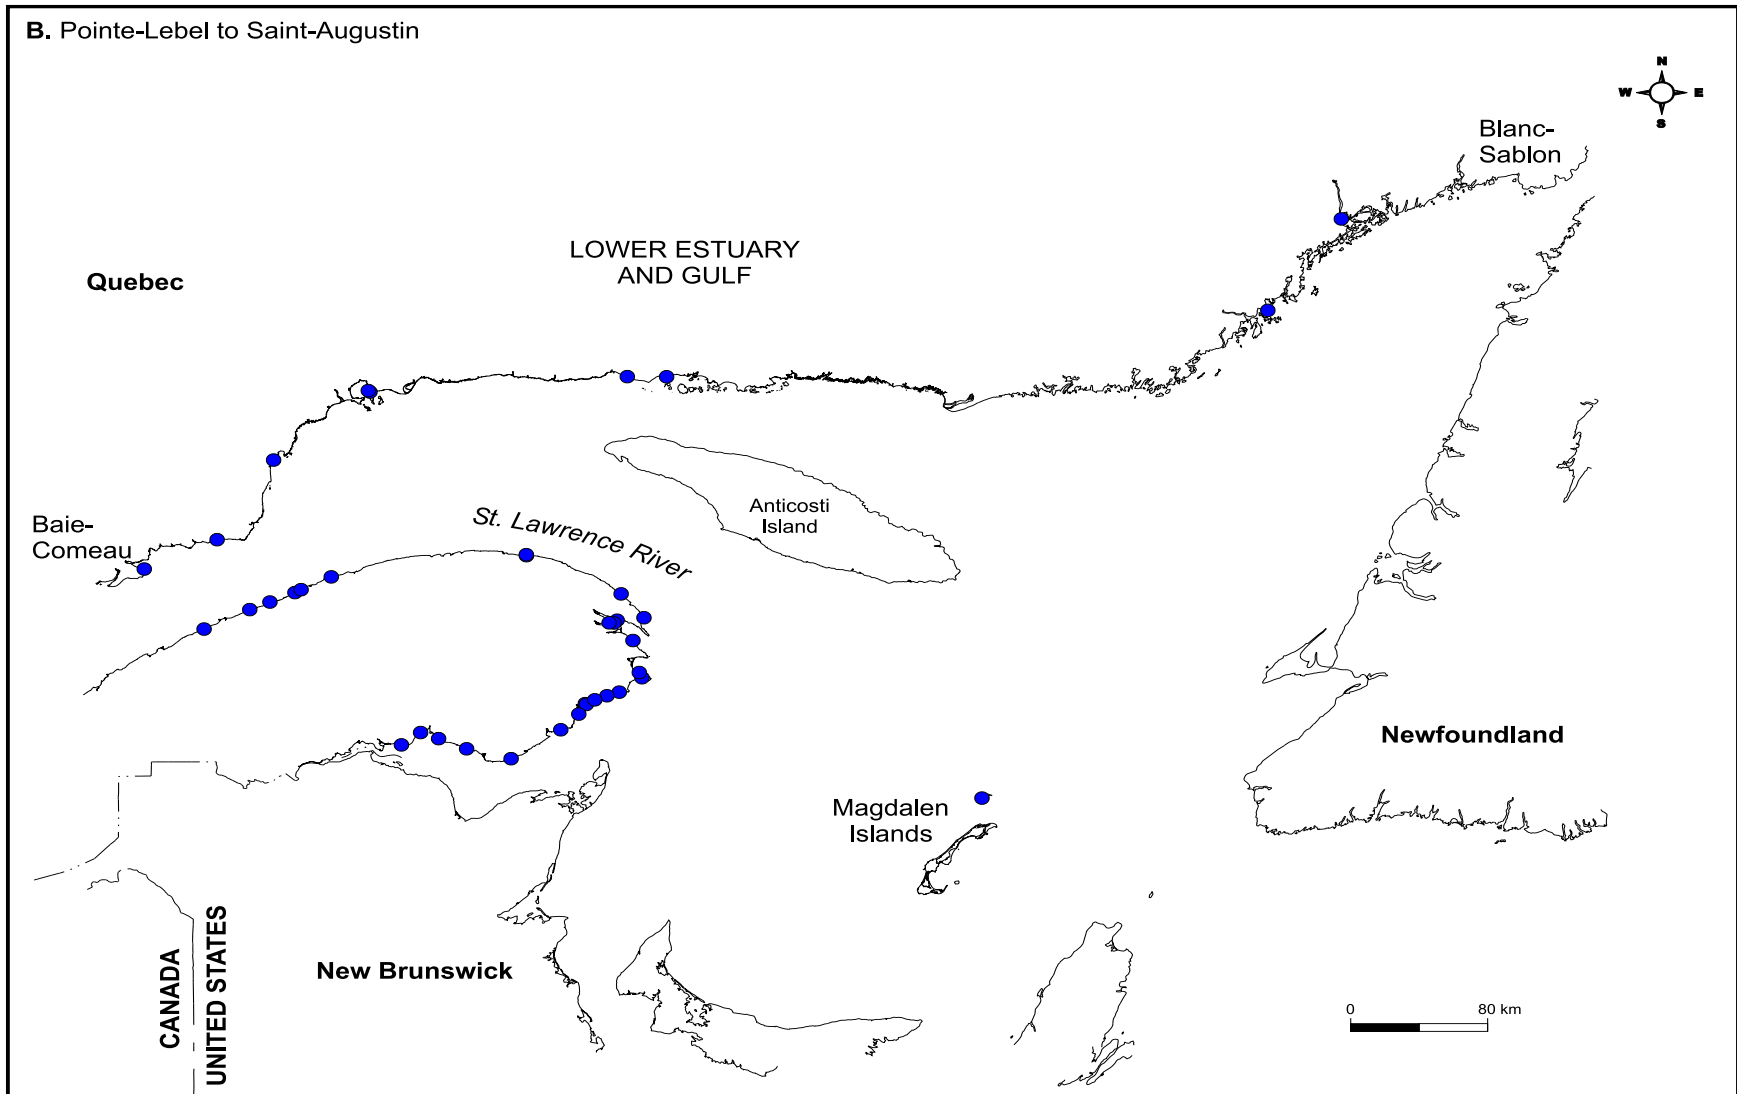 B. Pointe-Lebel to Saint-Augustin
N
W E
S
Blanc-
Sablon
LOWER ESTUARY
AND GULF
Quebec
Anticosti
Island
St. Lawrence River
Baie-
Comeau
Newfoundland
Magdalen
Islands
New Brunswick
CANADA
UNITED STATES
0 80 km